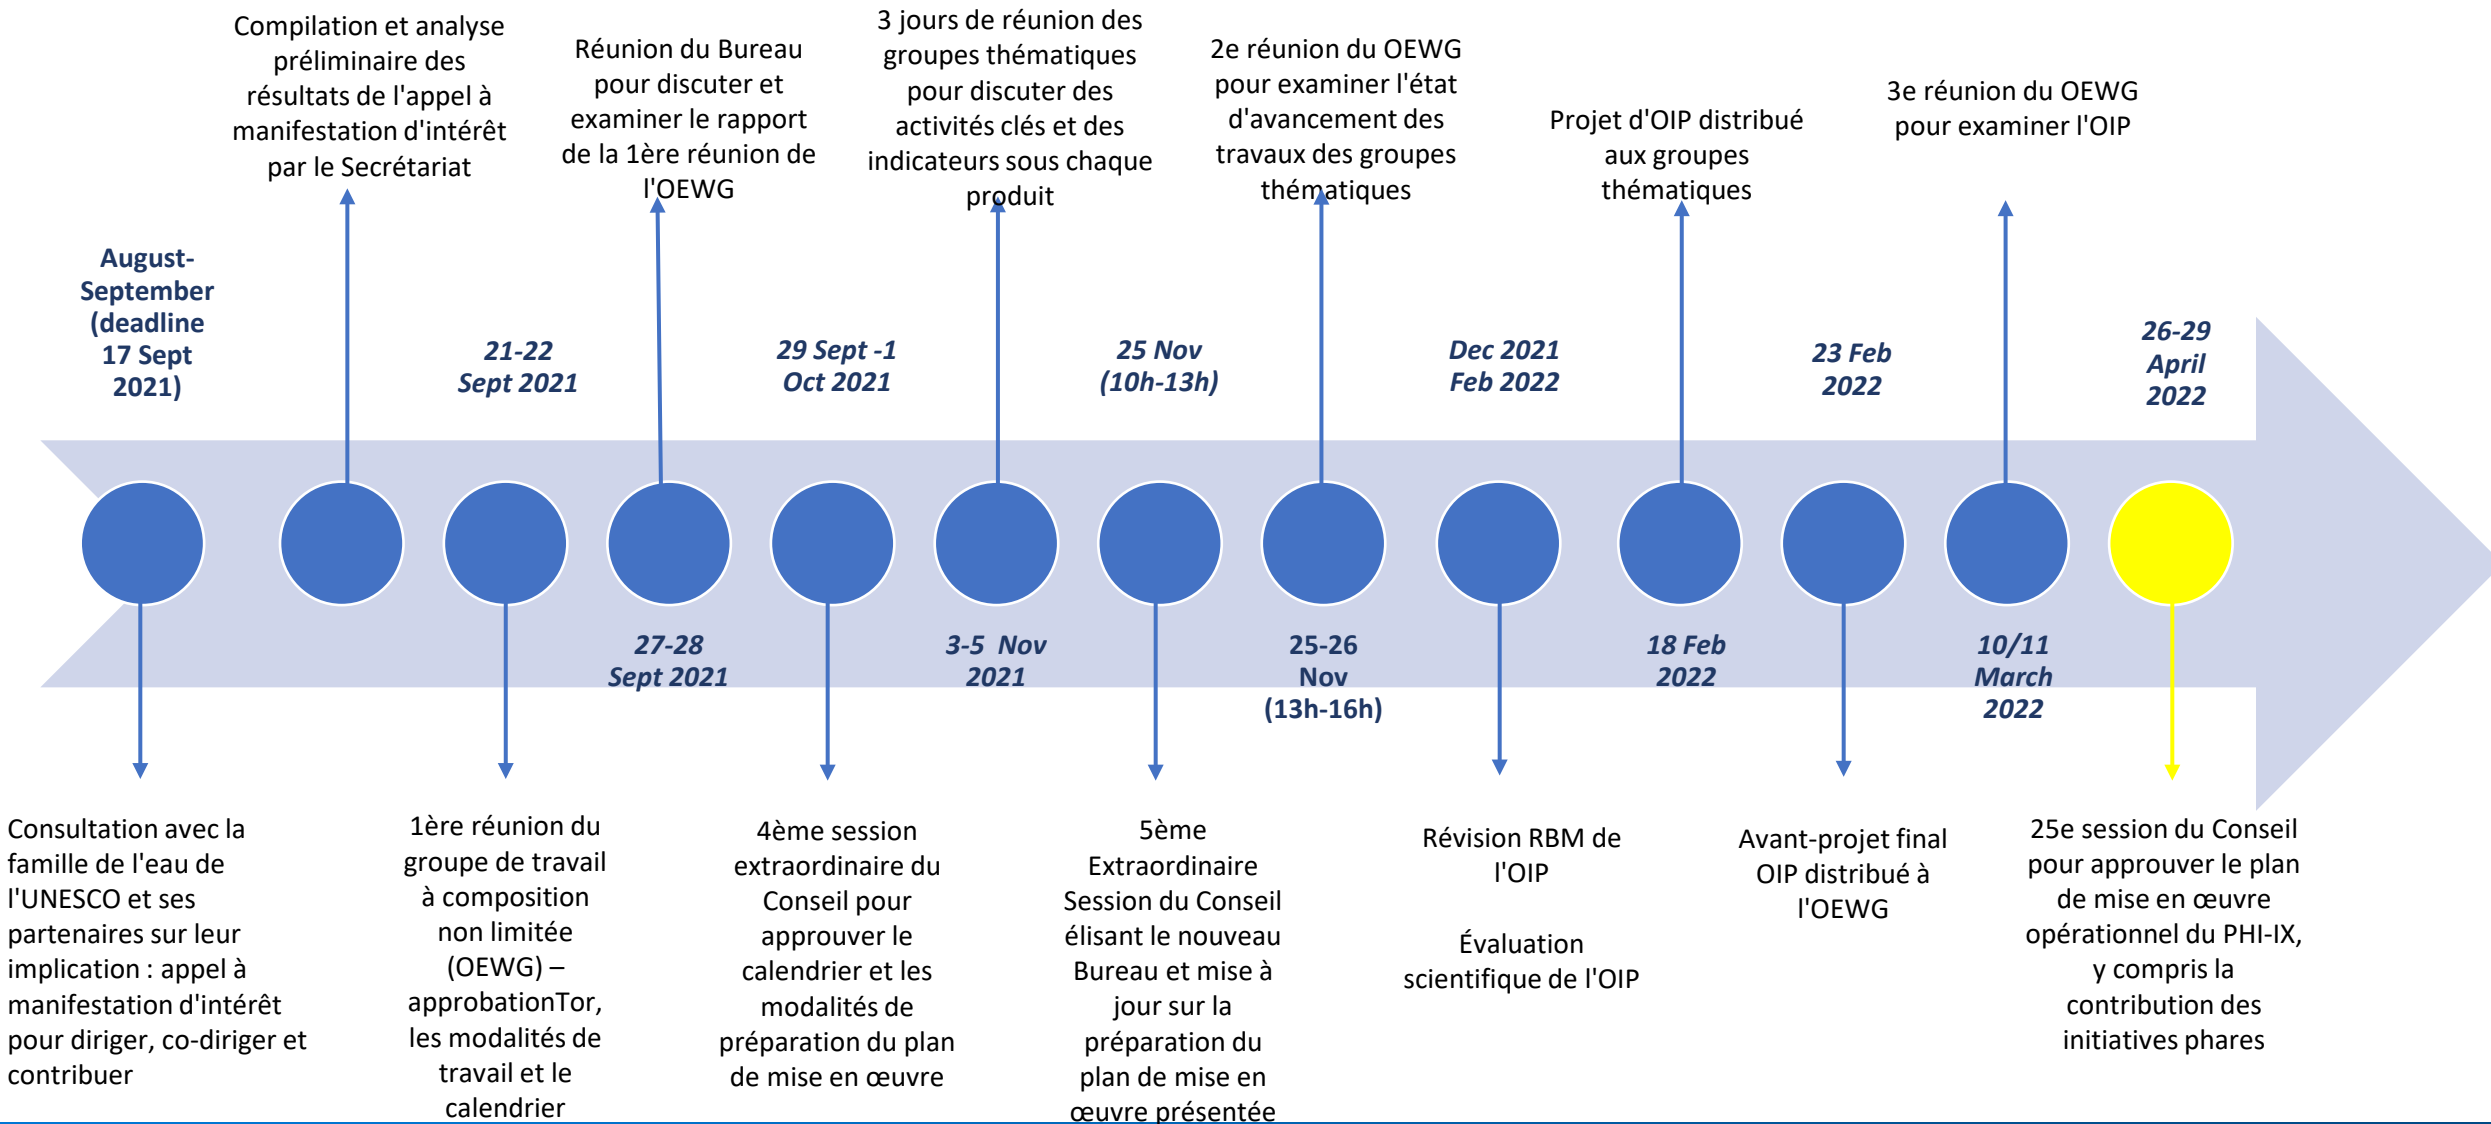 Compilation et analyse
préliminaire des
résultats de l'appel à
manifestation d'intérêt
par le Secrétariat
Réunion du Bureau
pour discuter et
examiner le rapport
de la 1ère réunion de
l'OEWG
3 jours de réunion des
groupes thématiques
pour discuter des
activités clés et des
indicateurs sous chaque
produit
2e réunion du OEWG
pour examiner l'état
d'avancement des
travaux des groupes
thématiques
Projet d'OIP distribué
aux groupes
thématiques
3e réunion du OEWG
pour examiner l'OIP
August-
September
(deadline
17 Sept
2021)
21-22
Sept 2021
29 Sept -1
Oct 2021
25 Nov
(10h-13h)
Dec 2021
Feb 2022
23 Feb
2022
26-29
April
2022
27-28
Sept 2021
3-5 Nov
2021
25-26
Nov
(13h-16h)
18 Feb
2022
10/11
March
2022
Consultation avec la
famille de l'eau de
l'UNESCO et ses
partenaires sur leur
implication : appel à
manifestation d'intérêt
pour diriger, co-diriger et
contribuer
1ère réunion du
groupe de travail
à composition
non limitée
(OEWG) –
approbationTor,
les modalités de
travail et le
calendrier
4ème session
extraordinaire du
Conseil pour
approuver le
calendrier et les
modalités de
préparation du plan
de mise en œuvre
5ème
Extraordinaire
Session du Conseil
élisant le nouveau
Bureau et mise à
jour sur la
préparation du
plan de mise en
œuvre présentée
Révision RBM de
l'OIP
Évaluation
scientifique de l'OIP
Avant-projet final
OIP distribué à
l'OEWG
25e session du Conseil
pour approuver le plan
de mise en œuvre
opérationnel du PHI-IX,
y compris la
contribution des
initiatives phares